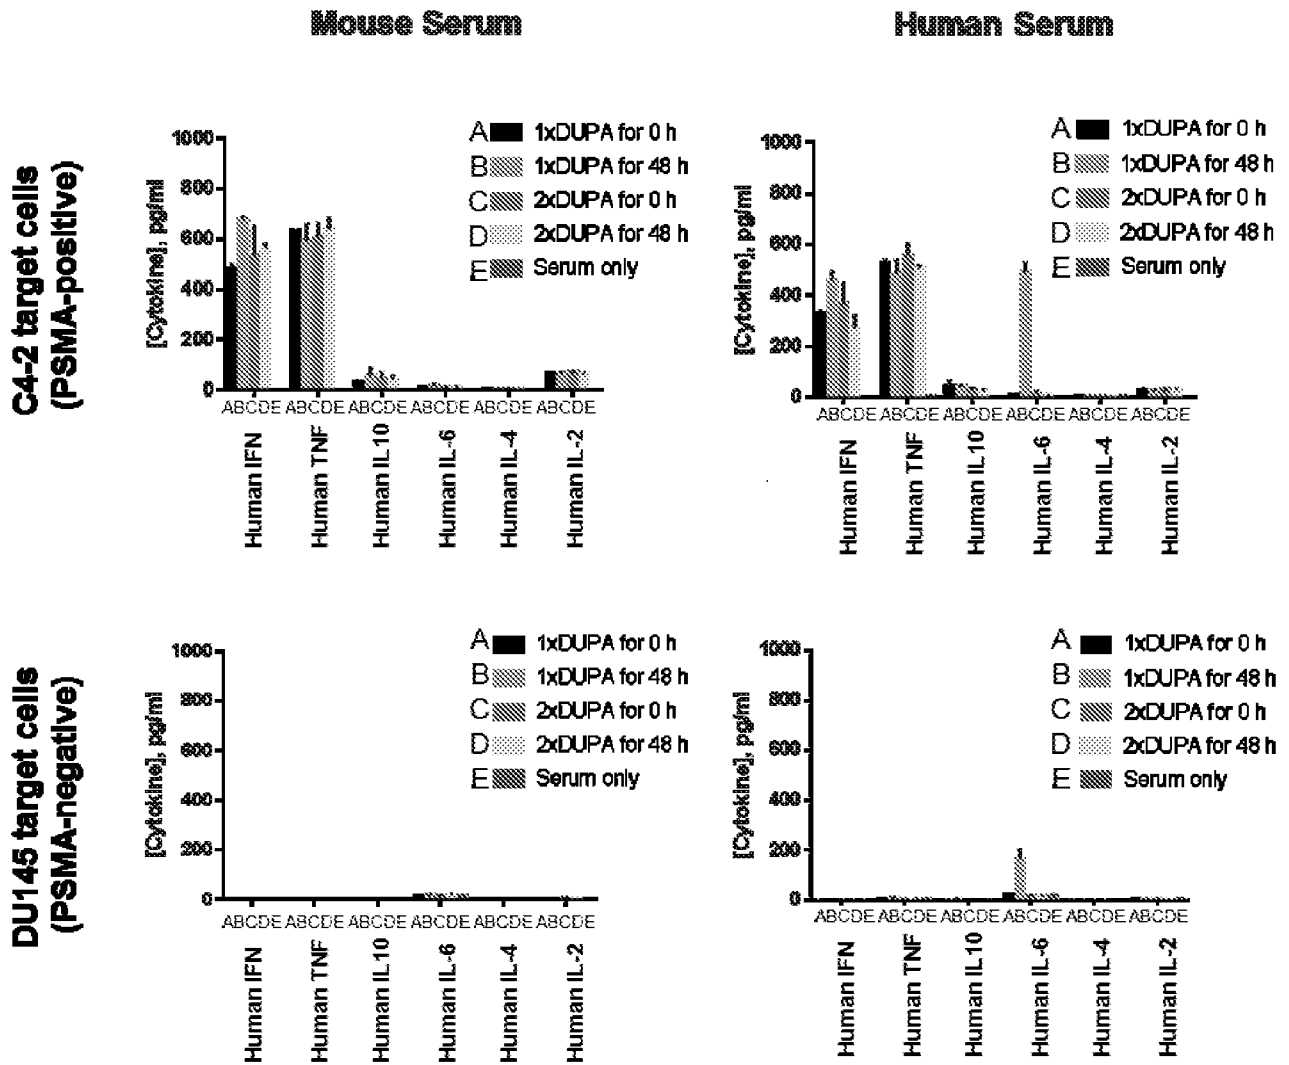 Mouse Serum
Human Serum
C4-2 target cells
(PSMA-positive)
[Cytokine], pg/ml
1000
800
600
400
200
0
A 1xDUPA for 0 h
B 1xDUPA for 48 h
C 2xDUPA for 0 h
D 2xDUPA for 48 h
E Serum only
ABCDE ABCDE ABCDE ABCDE ABCDE ABCDE
Human IFN
Human TNF
Human IL10
Human IL-6
Human IL-4
Human IL-2
[Cytokine], pg/ml
1000
800
600
400
200
0
A 1xDUPA for 0 h
B 1xDUPA for 48 h
C 2xDUPA for 0 h
D 2xDUPA for 48 h
E Serum only
ABCDE ABCDE ABCDE ABCDE ABCDE ABCDE
Human IFN
Human TNF
Human IL10
Human IL-6
Human IL-4
Human IL-2
DU145 target cells
(PSMA-negative)
[Cytokine], pg/ml
1000
800
600
400
200
0
A 1xDUPA for 0 h
B 1xDUPA for 48 h
C 2xDUPA for 0 h
D 2xDUPA for 48 h
E Serum only
ABCDE ABCDE ABCDE ABCDE ABCDE ABCDE
Human IFN
Human TNF
Human IL10
Human IL-6
Human IL-4
Human IL-2
[Cytokine], pg/ml
1000
800
600
400
200
0
A 1xDUPA for 0 h
B 1xDUPA for 48 h
C 2xDUPA for 0 h
D 2xDUPA for 48 h
E Serum only
ABCDE ABCDE ABCDE ABCDE ABCDE ABCDE
Human IFN
Human TNF
Human IL10
Human IL-6
Human IL-4
Human IL-2